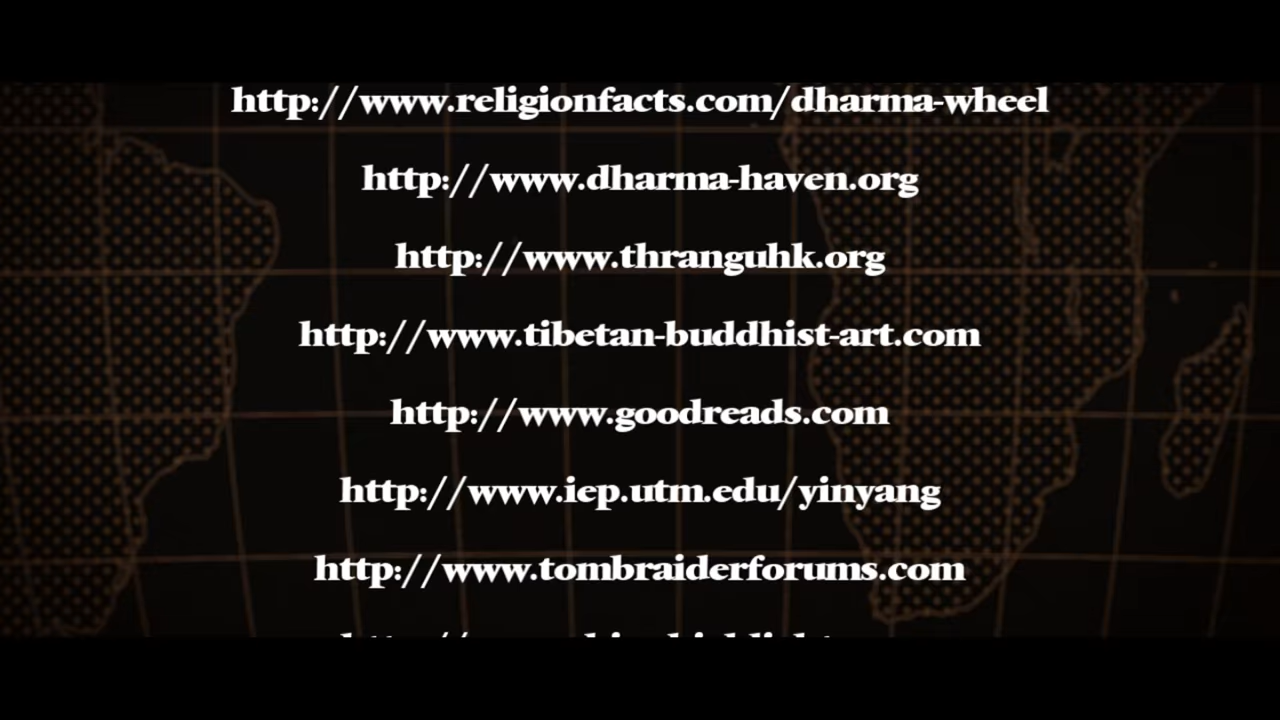 http://www.religionfacts.com/dharma-wheel
http://www.dharma-haven.org
http://www.thranguhk.org
http://www.tibetan-buddhist-art.com
http://www.goodreads.com
http://www.iep.utm.edu/yinyang
http://www.tombraiderforums.com